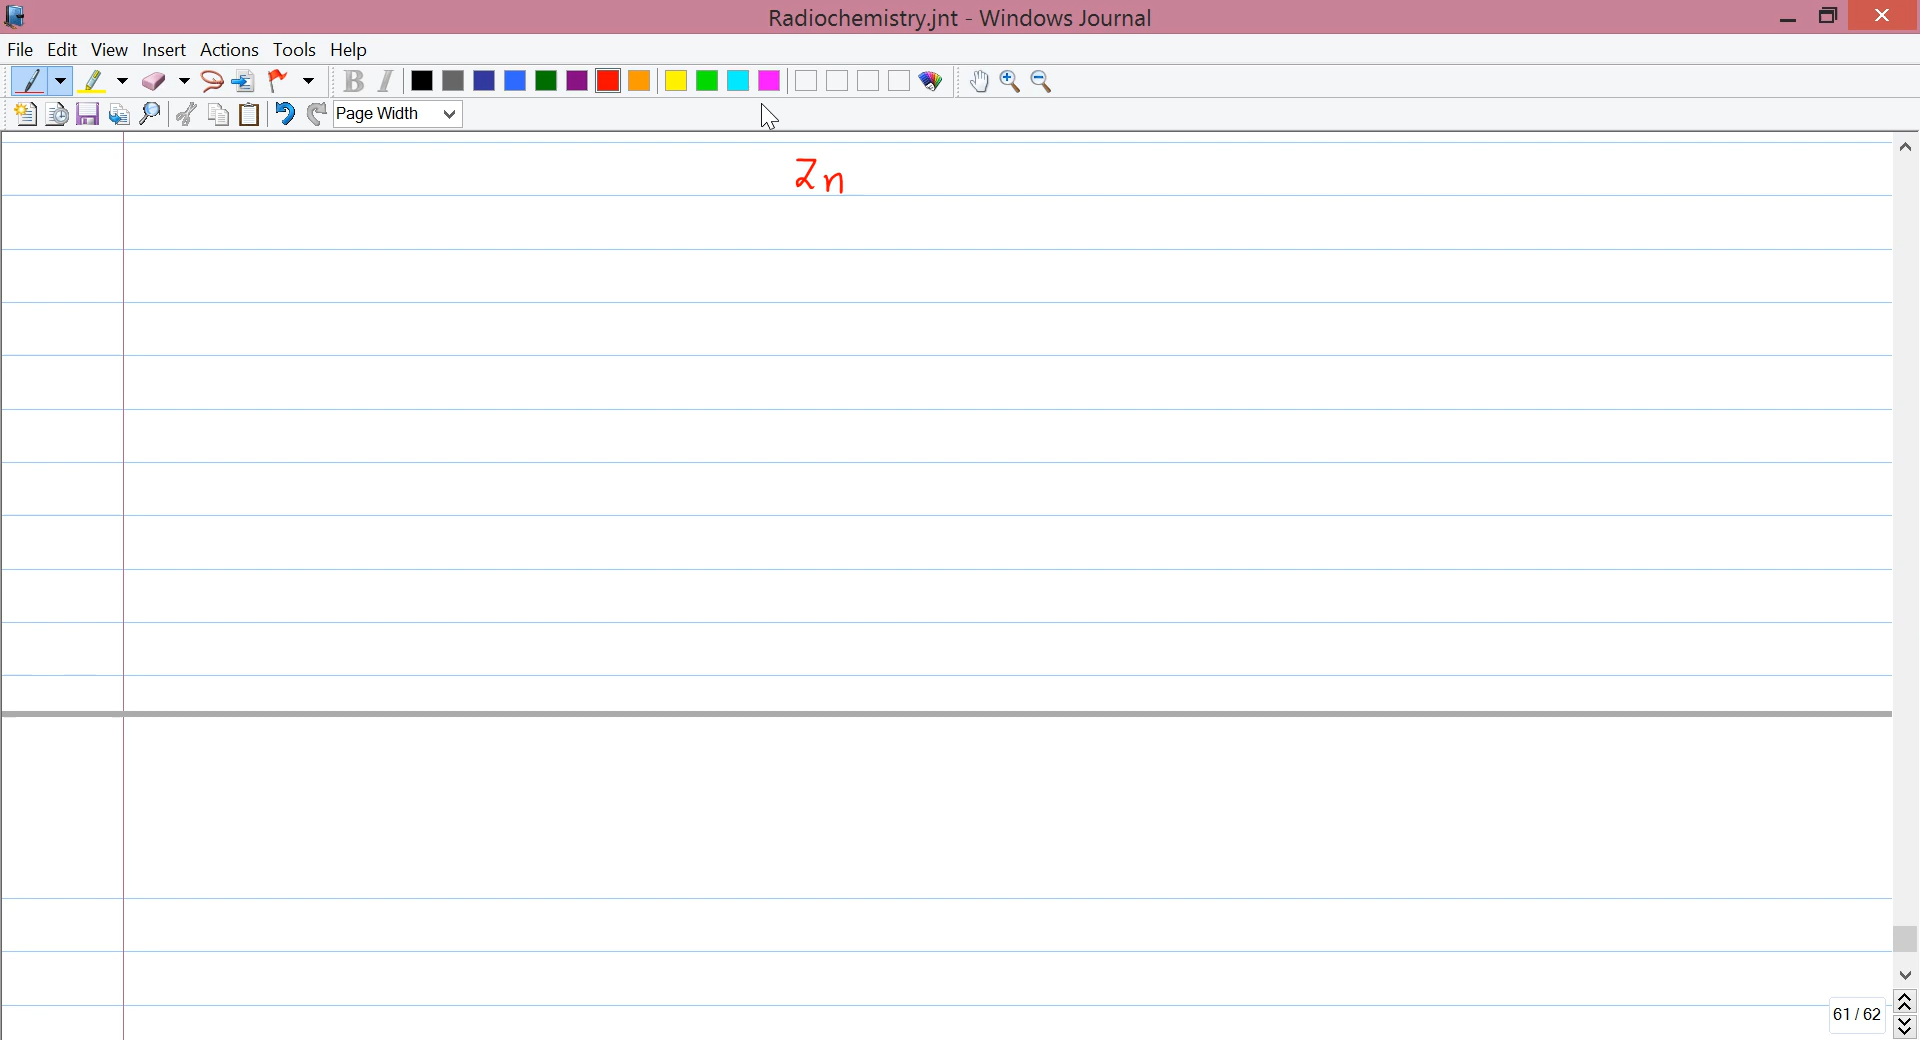 Radiochemistry.jnt - Windows Journal
File Edit View Insert Actions Tools Help
B I
Page Width
Zn
61 / 62